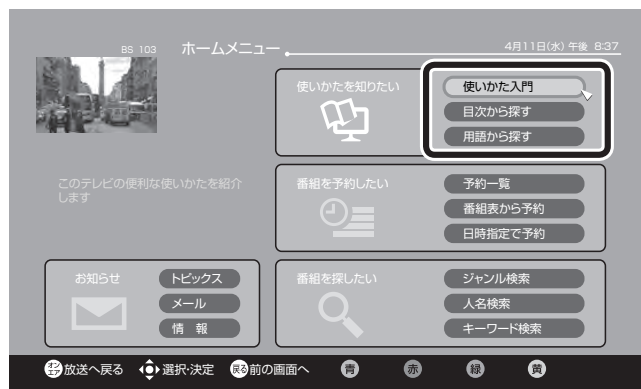 BS 103 ホームメニュー 4月11日(水) 午後 8:37
使いかたを知りたい
使いかた入門
目次から探す
用語から探す
このテレビの便利な使いかたを紹介
します
番組を予約したい
予約一覧
番組表から予約
日時指定で予約
お知らせ
トピックス
メール
情 報
番組を探したい
ジャンル検索
人名検索
キーワード検索
オンエア 放送へ戻る 選択・決定 戻る 前の画面へ 青 赤 緑 黄